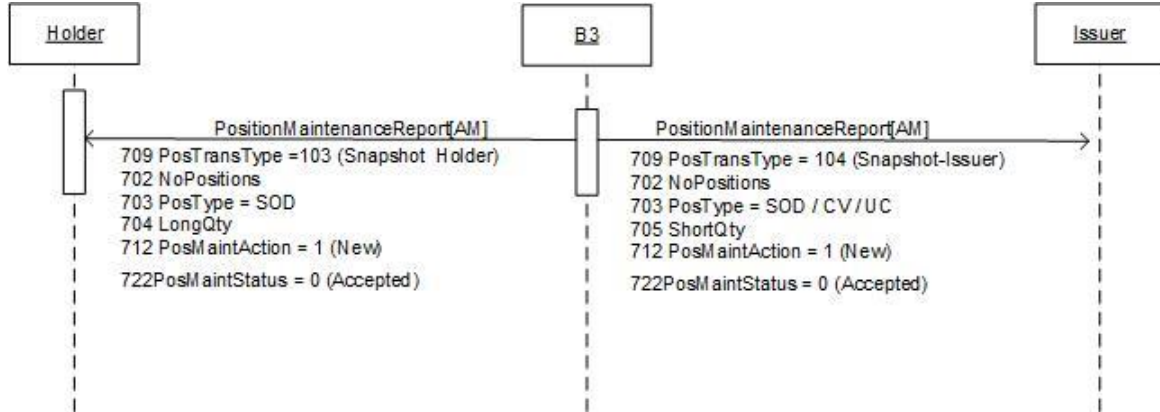 Holder
B3
Issuer
PositionMaintenanceReport[AM]
709 PosTransType =103 (Snapshot Holder)
702 NoPositions
703 PosType = SOD
704 LongQty
712 PosMaintAction = 1 (New)
722PosMaintStatus = 0 (Accepted)
PositionMaintenanceReport[AM]
709 PosTransType = 104 (Snapshot-Issuer)
702 NoPositions
703 PosType = SOD / CV / UC
705 ShortQty
712 PosMaintAction = 1 (New)
722PosMaintStatus = 0 (Accepted)